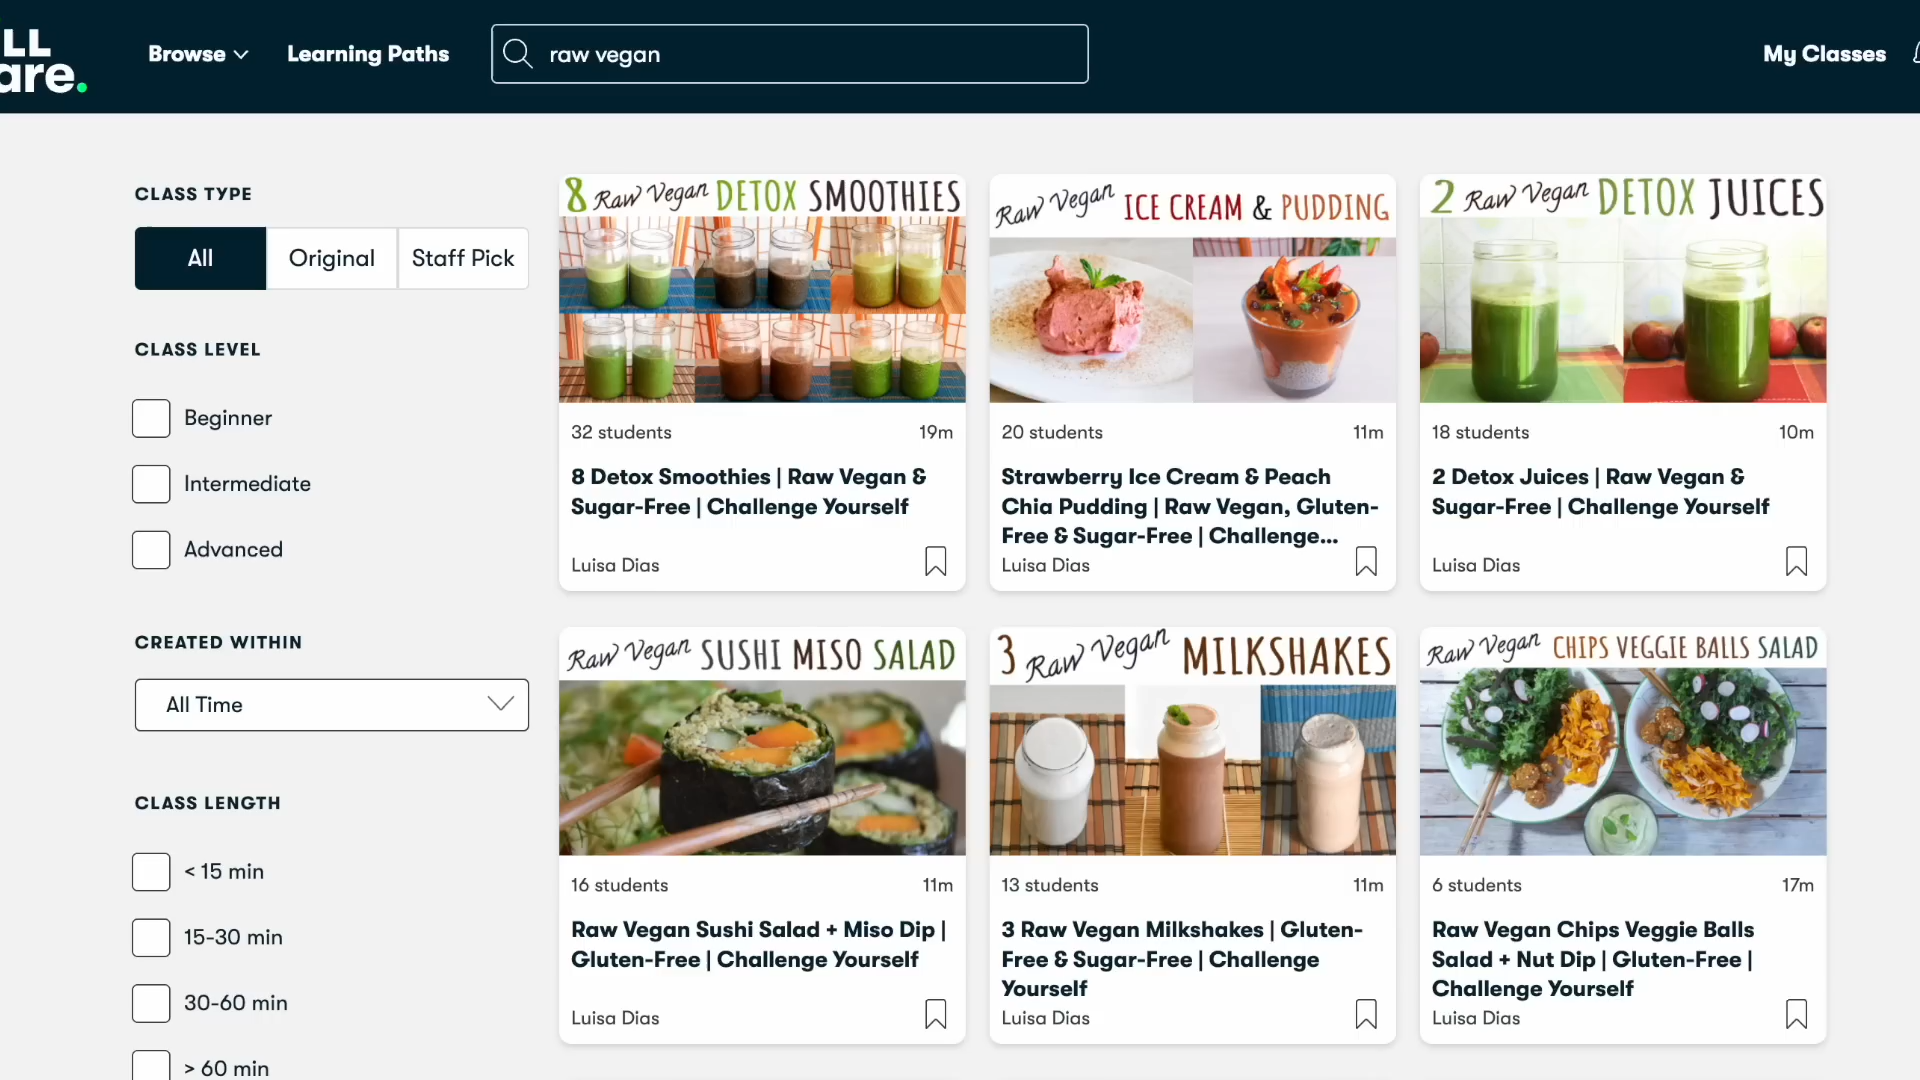 LL
are.
Browse
Learning Paths
raw vegan
My Classes
CLASS TYPE
All
Original
Staff Pick
CLASS LEVEL
Beginner
Intermediate
Advanced
CREATED WITHIN
All Time
CLASS LENGTH
< 15 min
15-30 min
30-60 min
> 60 min
8 Raw Vegan DETOX SMOOTHIES
32 students
19m
8 Detox Smoothies | Raw Vegan &
Sugar-Free | Challenge Yourself
Luisa Dias
Raw Vegan ICE CREAM & PUDDING
20 students
11m
Strawberry Ice Cream & Peach
Chia Pudding | Raw Vegan, Gluten-
Free & Sugar-Free | Challenge...
Luisa Dias
2 Raw Vegan DETOX JUICES
18 students
10m
2 Detox Juices | Raw Vegan &
Sugar-Free | Challenge Yourself
Luisa Dias
Raw Vegan SUSHI MISO SALAD
16 students
11m
Raw Vegan Sushi Salad + Miso Dip |
Gluten-Free | Challenge Yourself
Luisa Dias
3 Raw Vegan MILKSHAKES
13 students
11m
3 Raw Vegan Milkshakes | Gluten-
Free & Sugar-Free | Challenge
Yourself
Luisa Dias
Raw Vegan CHIPS VEGGIE BALLS SALAD
6 students
17m
Raw Vegan Chips Veggie Balls
Salad + Nut Dip | Gluten-Free |
Challenge Yourself
Luisa Dias